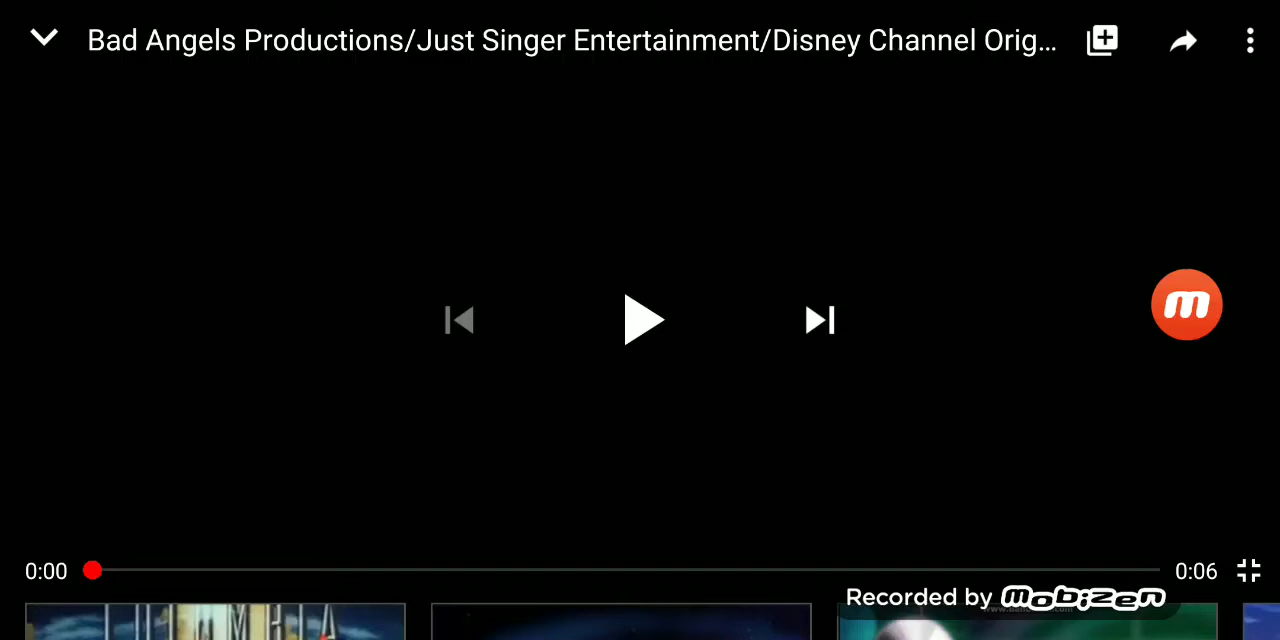 Bad Angels Productions/Just Singer Entertainment/Disney Channel Orig...
m
0:00
0:06
Recorded by mobizen